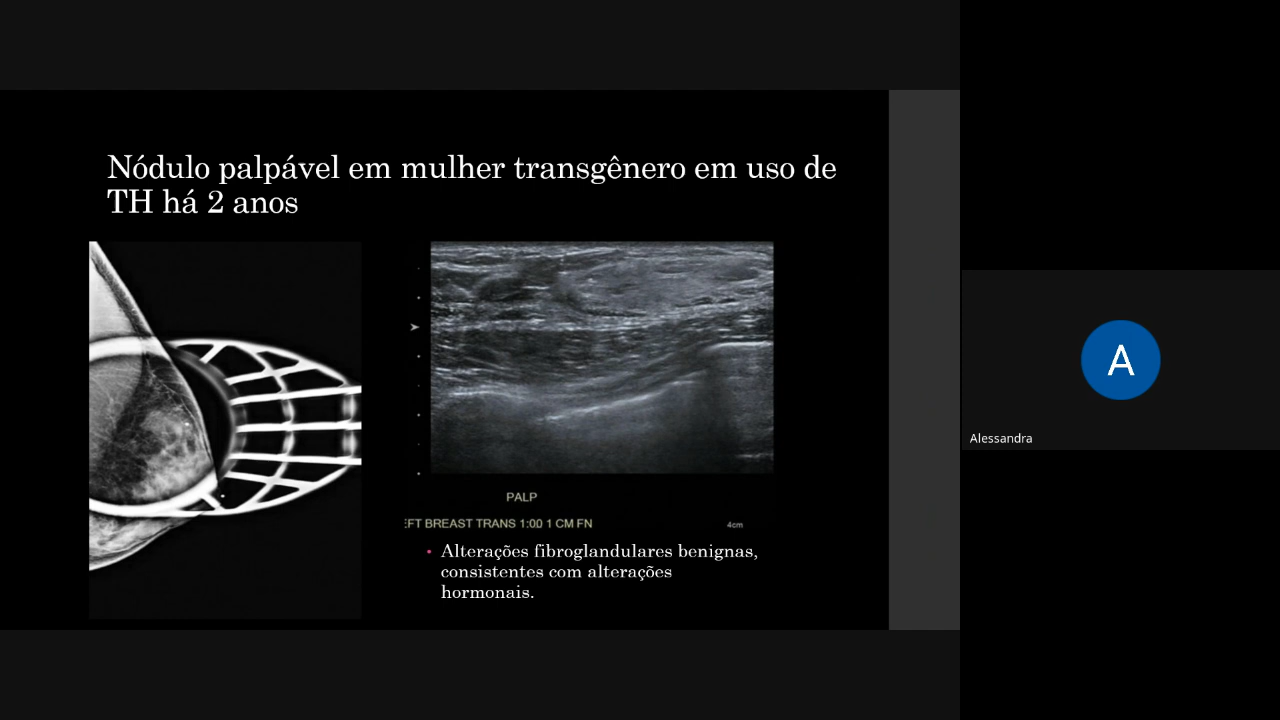 Nódulo palpável em mulher transgênero em uso de
TH há 2 anos
PALP
EFT BREAST TRANS 1:00 1 CM FN
4cm
• Alterações fibroglandulares benignas,
consistentes com alterações
hormonais.
A
Alessandra